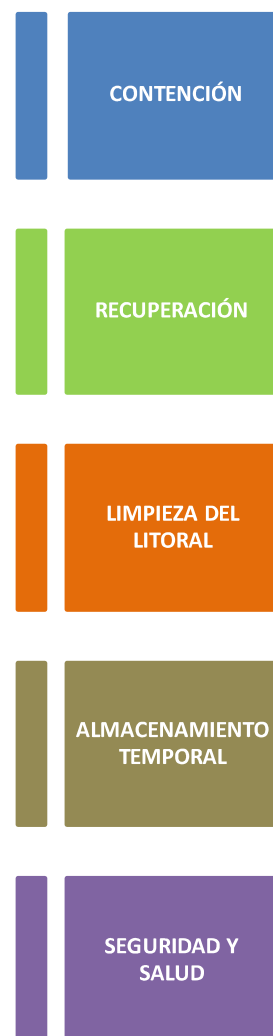 CONTENCIÓN
RECUPERACIÓN
LIMPIEZA DEL
LITORAL
ALMACENAMIENTO
TEMPORAL
SEGURIDAD Y
SALUD